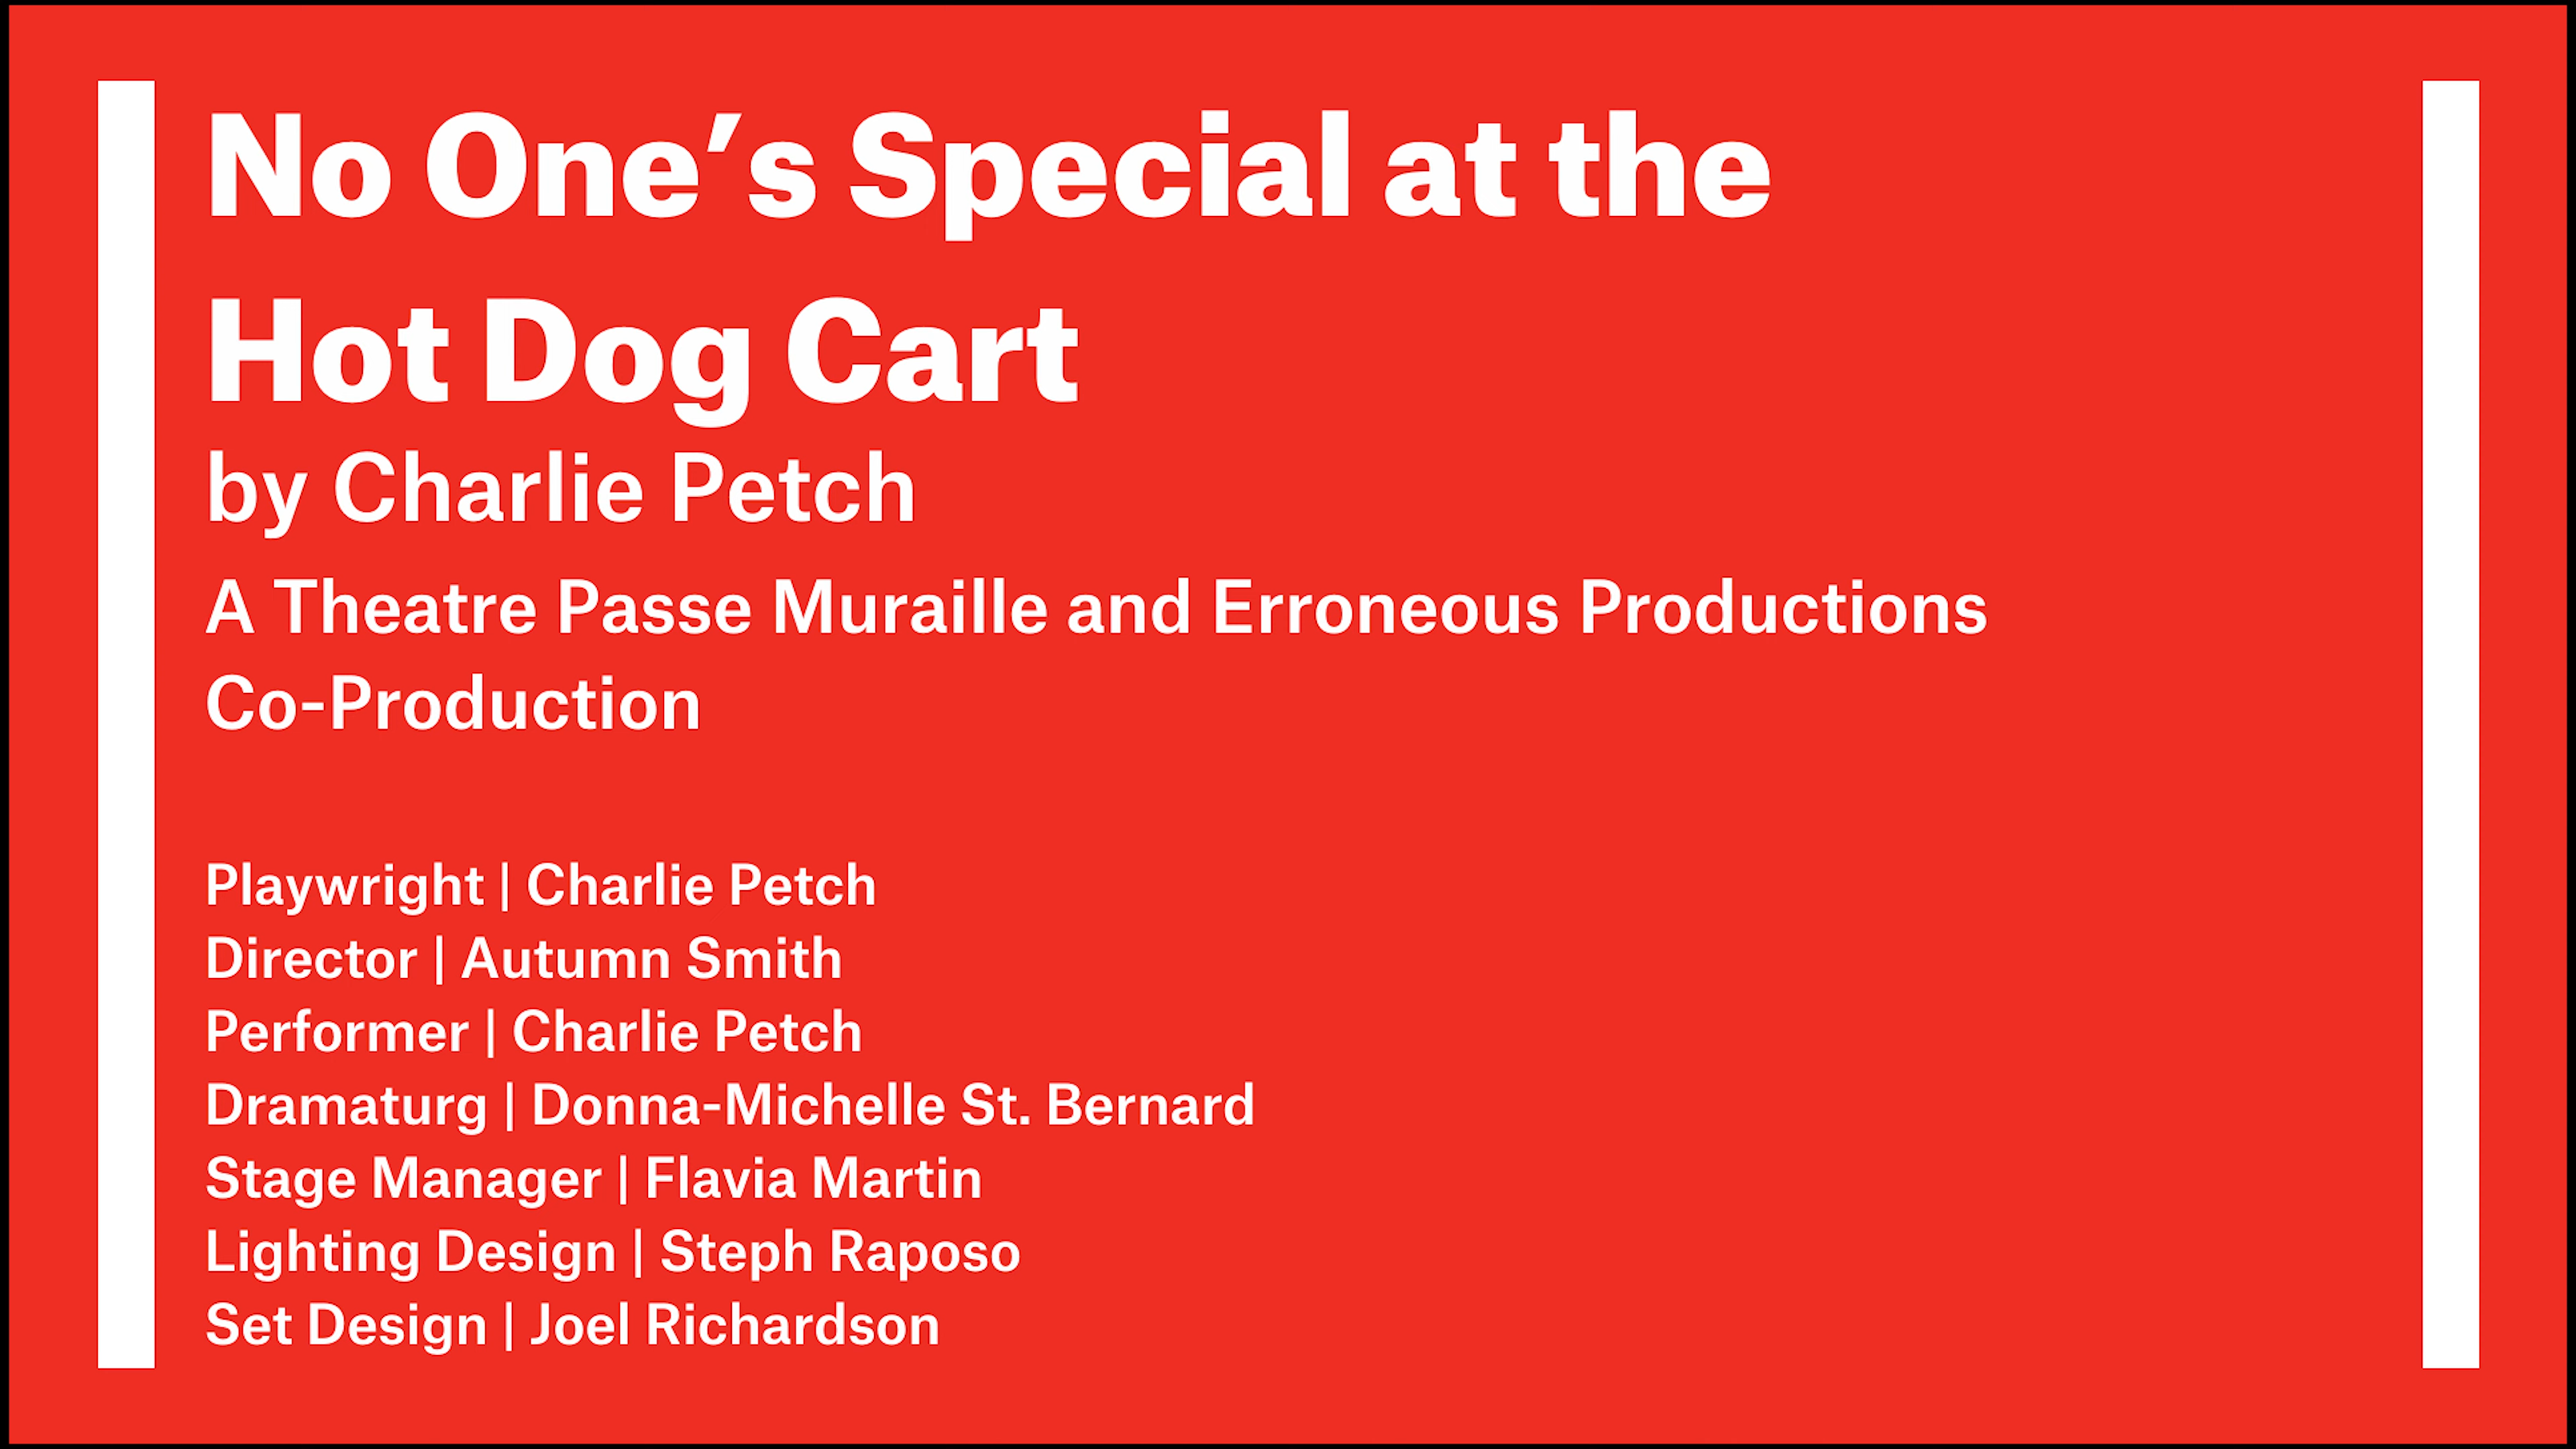 No One’s Special at the
Hot Dog Cart
by Charlie Petch
A Theatre Passe Muraille and Erroneous Productions
Co-Production
Playwright | Charlie Petch
Director | Autumn Smith
Performer | Charlie Petch
Dramaturg | Donna-Michelle St. Bernard
Stage Manager | Flavia Martin
Lighting Design | Steph Raposo
Set Design | Joel Richardson